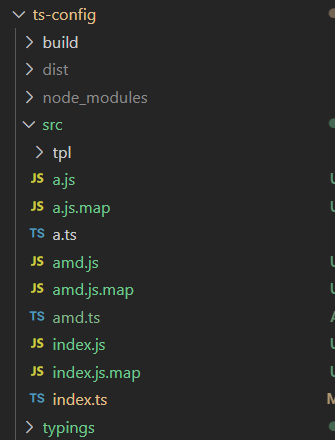 ts-config
build
dist
node_modules
src
tpl
JS a.js
JS a.js.map
TS a.ts
JS amd.js
JS amd.js.map
TS amd.ts
JS index.js
JS index.js.map
TS index.ts
typings